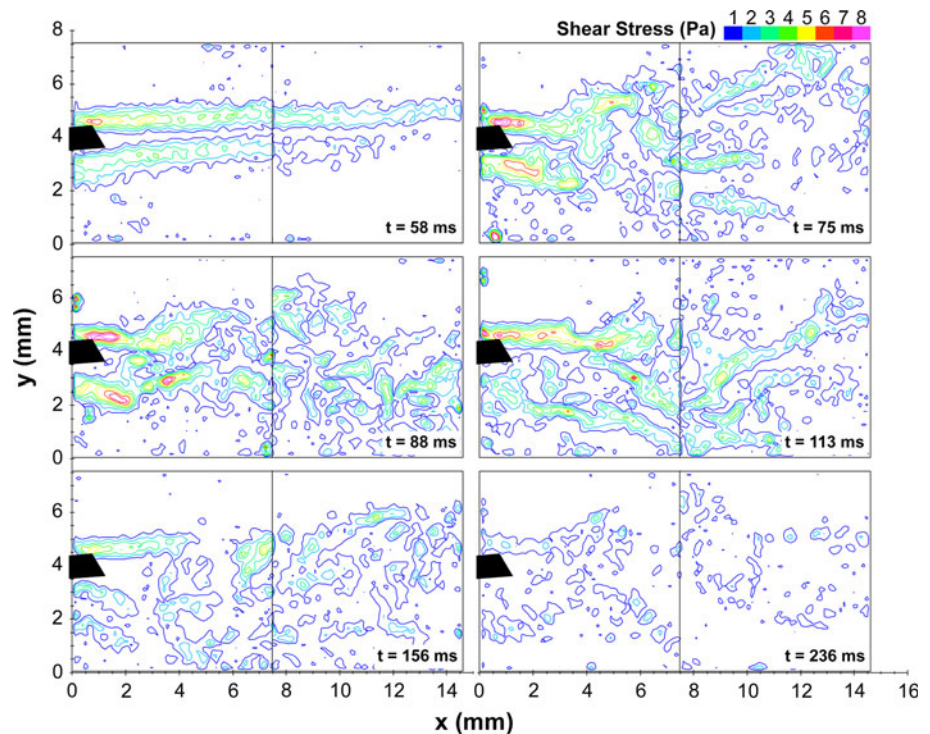 Shear Stress (Pa) 1 2 3 4 5 6 7 8
8
6
4
2
0
t = 58 ms
t = 75 ms
6
4
2
0
t = 88 ms
t = 113 ms
6
4
2
0
t = 156 ms
t = 236 ms
0 2 4 6 8 10 12 14 0 2 4 6 8 10 12 14 16
y (mm)
x (mm)